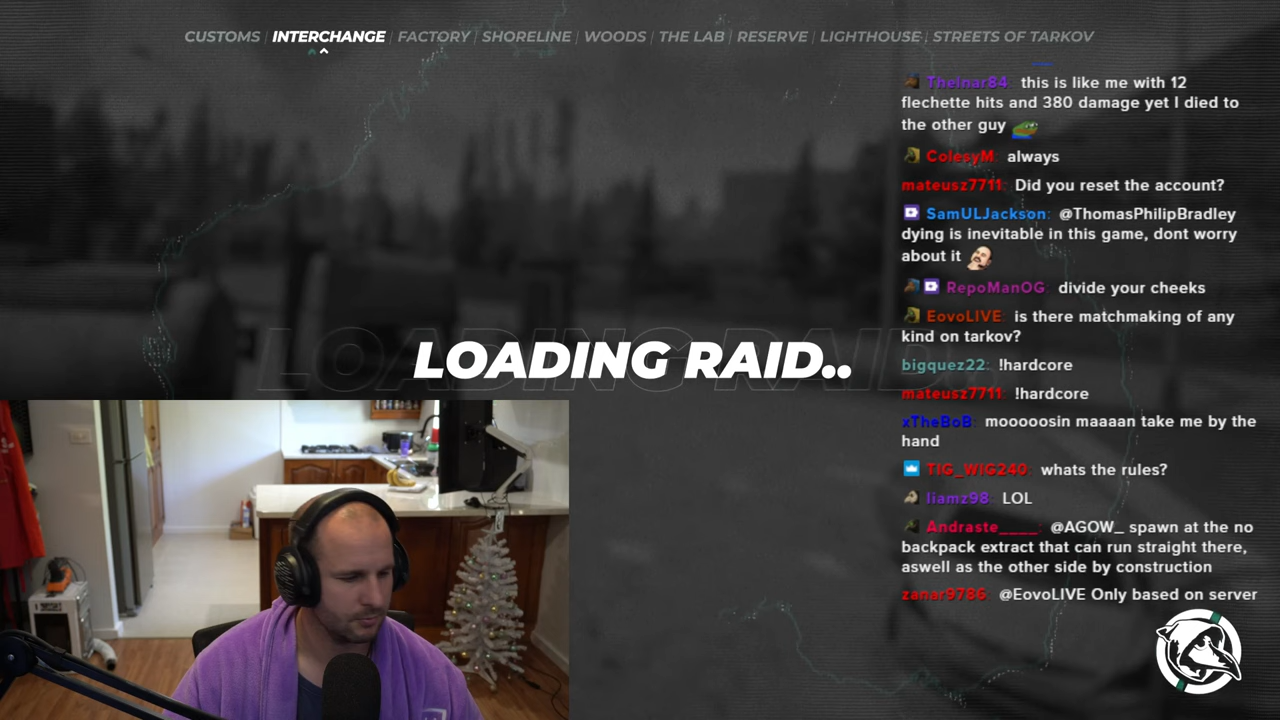 CUSTOMS | INTERCHANGE | FACTORY | SHORELINE | WOODS | THE LAB | RESERVE | LIGHTHOUSE | STREETS OF TARKOV
TheInar84: this is like me with 12
flechette hits and 380 damage yet I died to
the other guy
ColesyM: always
mateusz7711: Did you reset the account?
SamULJackson: @ThomasPhilipBradley
dying is inevitable in this game, dont worry
about it
RepoManOG: divide your cheeks
EovoLIVE: is there matchmaking of any
kind on tarkov?
LOADING RAID..
bigquez22: !hardcore
mateusz7711: !hardcore
xTheBoB: mooooosin maaaan take me by the
hand
TIG_WIG240: whats the rules?
liamz98: LOL
Andraste____: @AGOW_ spawn at the no
backpack extract that can run straight there,
aswell as the other side by construction
zanar9786: @EovoLIVE Only based on server